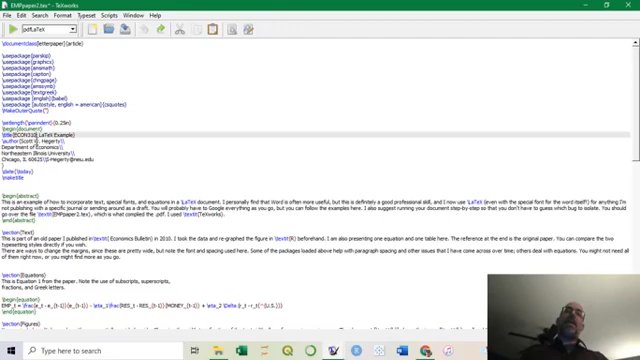 EMPpaper2.tex - TeXworks
File Edit Search Format Typeset Scripts Window Help
pdfLaTeX
\documentclass[letterpaper]{article}
\usepackage{parskip}
\usepackage{graphics}
\usepackage{amsmath}
\usepackage{caption}
\usepackage{chngpage}
\usepackage{amssymb}
\usepackage[english]{babel}
\usepackage[autostyle, english = american]{csquotes}
\MakeOuterQuote{"}
\setlength{\parindent}{0.25in}
\begin{document}
\title{ECON310 LaTeX Example}
\author{Scott W. Hegerty\\
Department of Economics\\
Northeastern Illinois University\\
Chicago, IL 60625\\S-Hegerty@neiu.edu
}
\date{\today}
\maketitle
\begin{abstract}
This is an example of how to incorporate text, special fonts, and equations in a LaTeX document. I personally find that Word is often more useful, but this is definitely a good professional skill, and I now use \LaTeX (even with the special font for the word itself) for anything I'm
not publishing with a specific journal or sending around as a draft. You will probably have to Google everything as you go, but you can follow the examples here. I also suggest running your document step-by-step so that you don't have to guess which bug to isolate. You
go over the file \textit{EMPpaper2.tex}, which is what compiled the .pdf. I used \textit{TeXworks}.
\end{abstract}
\section{Text}
This is part of an old paper I published in\textit{ Economics Bulletin} in 2010. I took the data and re-graphed the figure in \textit{R} beforehand. I am also presenting one equation and one table here. The reference at the end is the original paper. You can compare the two
typesetting styles directly if you wish.
There are ways to change the margins, since these are pretty wide, but note the font and spacing used here. Some of the packages loaded above help with paragraph spacing and other issues that I have come across over time; others deal with equations. You might not need all
of them right now, or you might find more as you go.
\section{Equations}
This is Equation 1 from the paper. Note the use of subscripts, superscripts,
fractions, and Greek letters.
\begin{equation}
\end{equation}
\section{Figures}
Type here to search